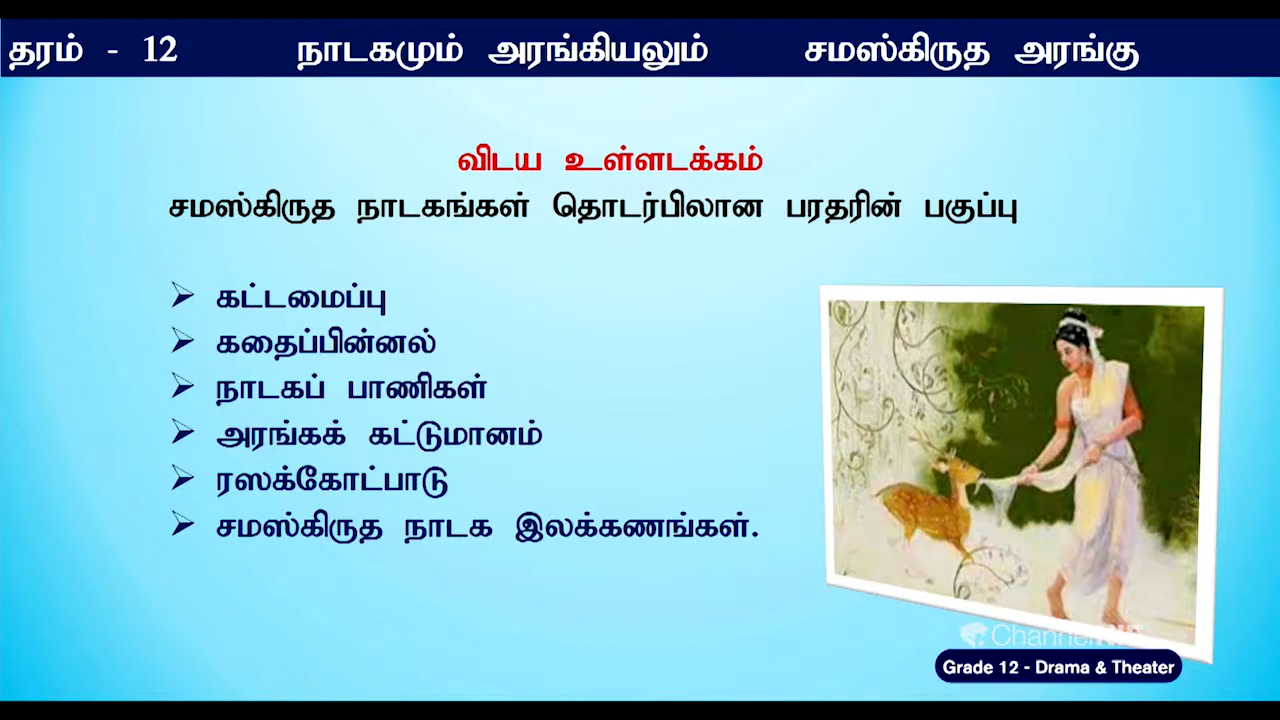 தரம் - 12 நாடகமும் அரங்கியலும் சமஸ்கிருத அரங்கு
விடய உள்ளடக்கம்
சமஸ்கிருத நாடகங்கள் தொடர்பிலான பரதரின் பகுப்பு
கட்டமைப்பு
கதைப்பின்னல்
நாடகப் பாணிகள்
அரங்கக் கட்டுமானம்
ரஸக்கோட்பாடு
சமஸ்கிருத நாடக இலக்கணங்கள்.
Channel
Grade 12 - Drama & Theater